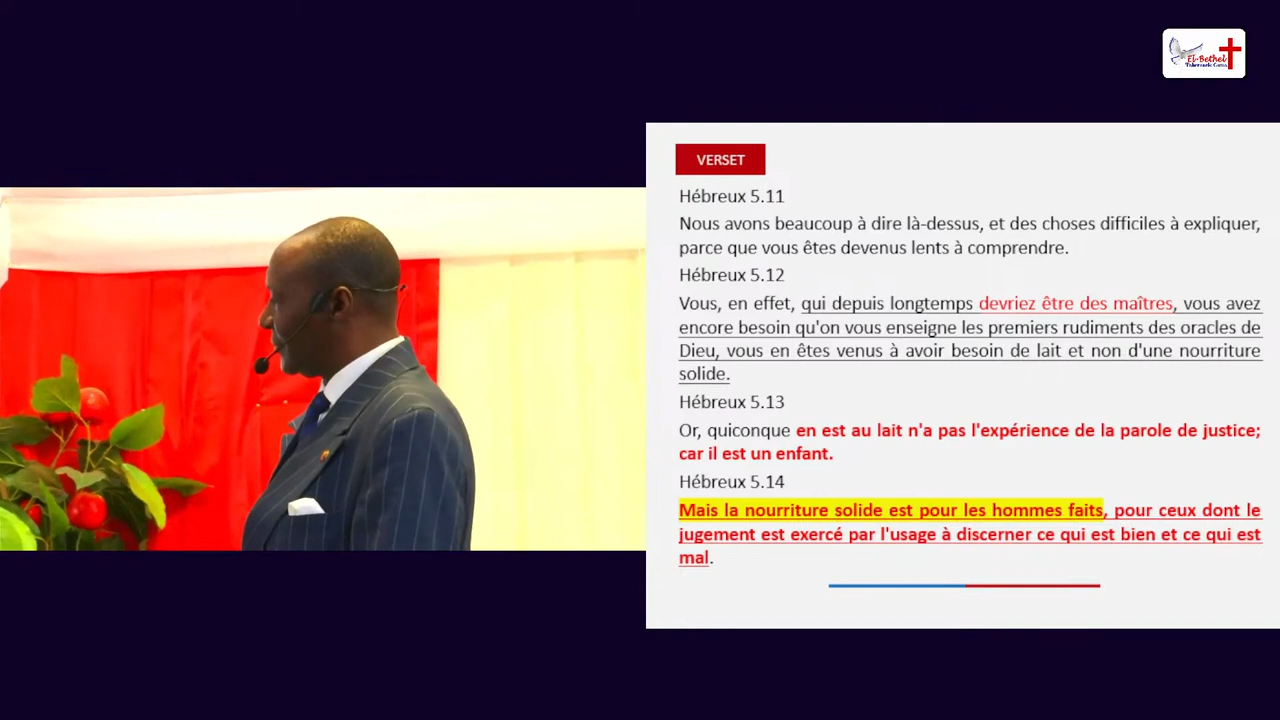 El-Bethel
VERSET
Hébreux 5.11
Nous avons beaucoup à dire là-dessus, et des choses difficiles à expliquer,
parce que vous êtes devenus lents à comprendre.
Hébreux 5.12
Vous, en effet, qui depuis longtemps devriez être des maîtres, vous avez
encore besoin qu'on vous enseigne les premiers rudiments des oracles de
Dieu, vous en êtes venus à avoir besoin de lait et non d'une nourriture
solide.
Hébreux 5.13
Or, quiconque en est au lait n'a pas l'expérience de la parole de justice;
car il est un enfant.
Hébreux 5.14
Mais la nourriture solide est pour les hommes faits, pour ceux dont le
jugement est exercé par l'usage à discerner ce qui est bien et ce qui est
mal.